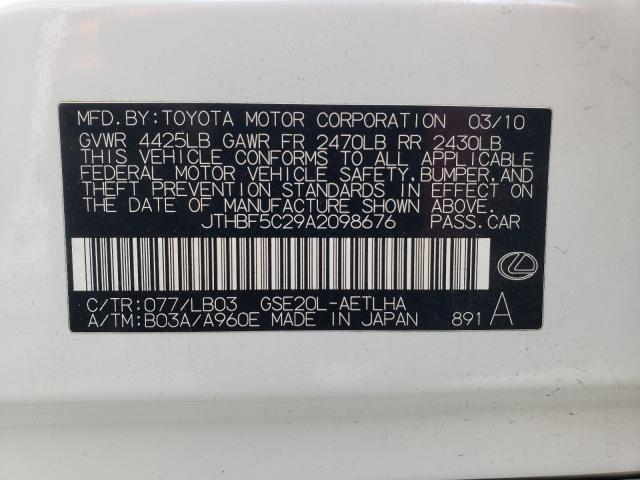 MFD.BY:TOYOTA MOTOR CORPORATION 03/10
GVWR 4425LB GAWR FR 2470LB RR 2430LB
THIS VEHICLE CONFORMS TO ALL APPLICABLE
FEDERAL MOTOR VEHICLE SAFETY,BUMPER,AND
THEFT PREVENTION STANDARDS IN EFFECT ON
THE DATE OF MANUFACTURE SHOWN ABOVE.
JTHBF5C29A2098676 PASS.CAR
C/TR:077/LB03 GSE20L-AETLHA
A/TM:B03A/A960E MADE IN JAPAN 891 A